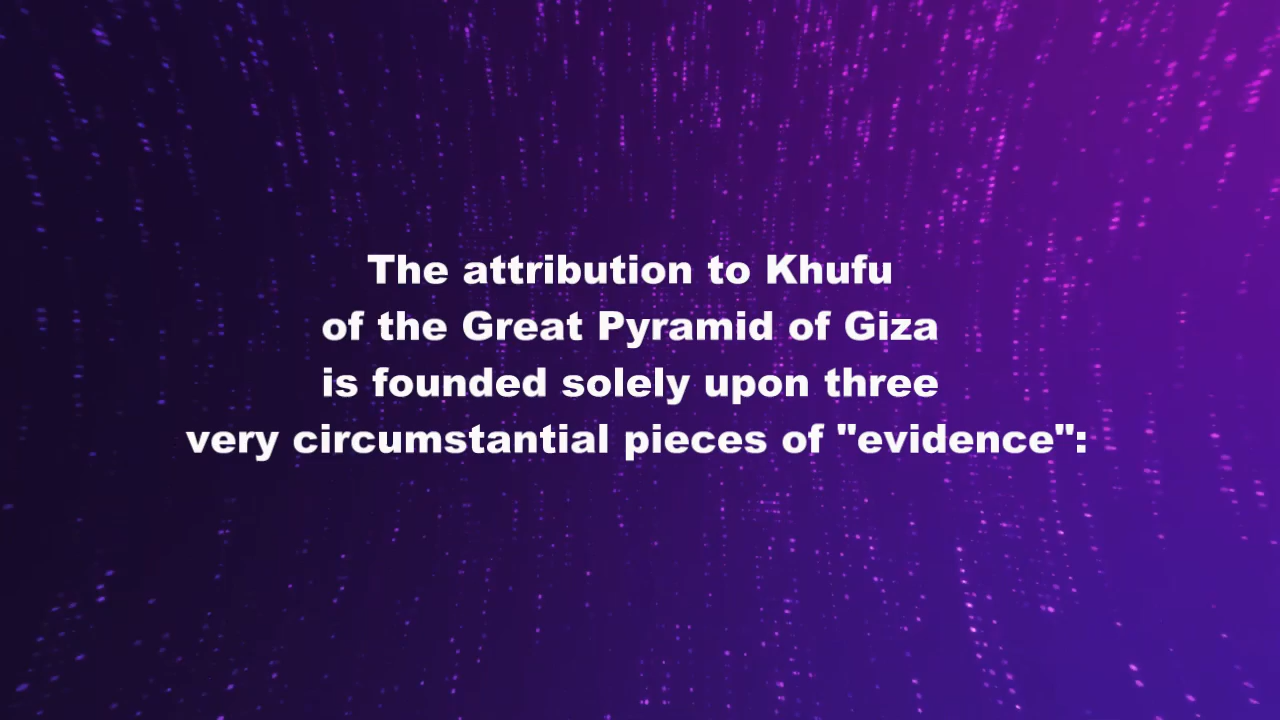 The attribution to Khufu
of the Great Pyramid of Giza
is founded solely upon three
very circumstantial pieces of "evidence":